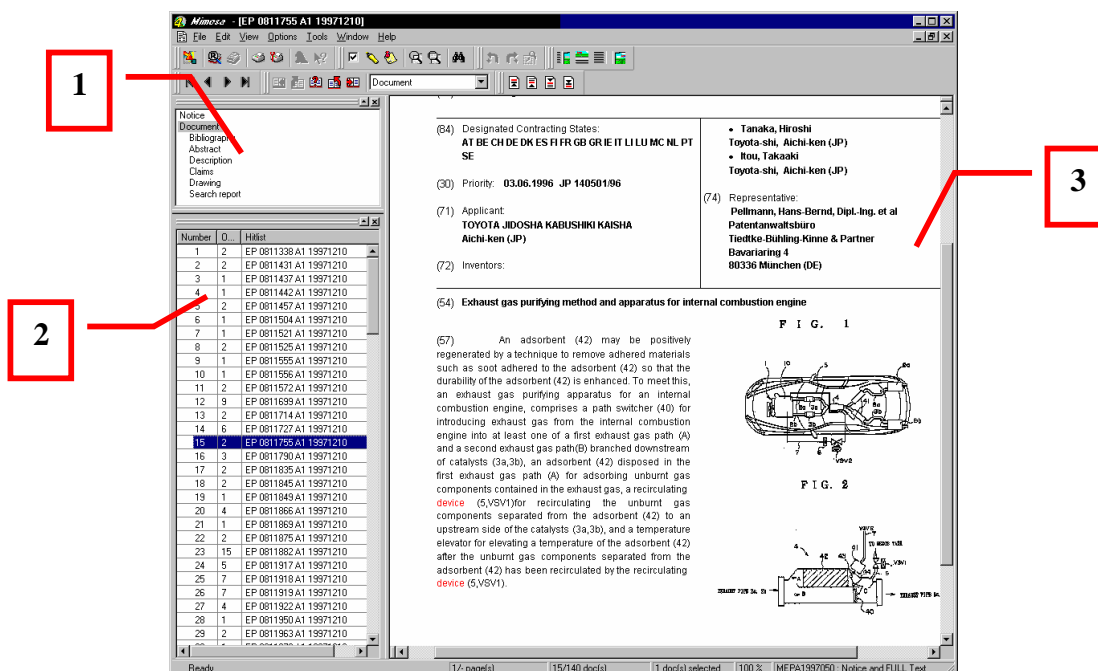 Mimosa - [EP 0811755 A1 19971210]
File Edit View Options Tools Window Help
Document
1
Notice
Document
Bibliography
Abstract
Description
Claims
Drawing
Search report
Number O... Hitlist
1 2 EP 0811338 A1 19971210
2 2 EP 0811431 A1 19971210
3 1 EP 0811437 A1 19971210
4 1 EP 0811442 A1 19971210
5 2 EP 0811457 A1 19971210
6 1 EP 0811504 A1 19971210
7 1 EP 0811521 A1 19971210
8 2 EP 0811525 A1 19971210
9 1 EP 0811555 A1 19971210
10 1 EP 0811556 A1 19971210
11 2 EP 0811572 A1 19971210
12 9 EP 0811699 A1 19971210
13 2 EP 0811714 A1 19971210
14 6 EP 0811727 A1 19971210
15 2 EP 0811755 A1 19971210
16 3 EP 0811790 A1 19971210
17 2 EP 0811835 A1 19971210
18 2 EP 0811845 A1 19971210
19 1 EP 0811849 A1 19971210
20 4 EP 0811866 A1 19971210
21 1 EP 0811869 A1 19971210
22 2 EP 0811875 A1 19971210
23 15 EP 0811882 A1 19971210
24 5 EP 0811917 A1 19971210
25 7 EP 0811918 A1 19971210
26 7 EP 0811919 A1 19971210
27 4 EP 0811922 A1 19971210
28 1 EP 0811950 A1 19971210
29 2 EP 0811963 A1 19971210
2
(84) Designated Contracting States:
AT BE CH DE DK ES FI FR GB GR IE IT LI LU MC NL PT
SE
(30) Priority: 03.06.1996 JP 140501/96
(71) Applicant:
TOYOTA JIDOSHA KABUSHIKI KAISHA
Aichi-ken (JP)
(72) Inventors:
• Tanaka, Hiroshi
Toyota-shi, Aichi-ken (JP)
• Itou, Takaaki
Toyota-shi, Aichi-ken (JP)
(74) Representative:
Pellmann, Hans-Bernd, Dipl.-Ing. et al
Patentanwaltsbüro
Tiedtke-Bühling-Kinne & Partner
Bavariaring 4
80336 München (DE)
3
(54) Exhaust gas purifying method and apparatus for internal combustion engine
(57) An adsorbent (42) may be positively
regenerated by a technique to remove adhered materials
such as soot adhered to the adsorbent (42) so that the
durability of the adsorbent (42) is enhanced. To meet this,
an exhaust gas purifying apparatus for an internal
combustion engine, comprises a path switcher (40) for
introducing exhaust gas from the internal combustion
engine into at least one of a first exhaust gas path (A)
and a second exhaust gas path(B) branched downstream
of catalysts (3a,3b), an adsorbent (42) disposed in the
first exhaust gas path (A) for adsorbing unburnt gas
components contained in the exhaust gas, a recirculating
device (5,VSV1)for recirculating the unburnt gas
components separated from the adsorbent (42) to an
upstream side of the catalysts (3a,3b), and a temperature
elevator for elevating a temperature of the adsorbent (42)
after the unburnt gas components separated from the
adsorbent (42) has been recirculated by the recirculating
device (5,VSV1).
FIG. 1
1 10 5
7 6
VSV2
FIG. 2
4 42
A
B
40
Ready 1/- page(s) 15/140 doc(s) 1 doc(s) selected 100 % MEPA1997050 : Notice and FULL Text